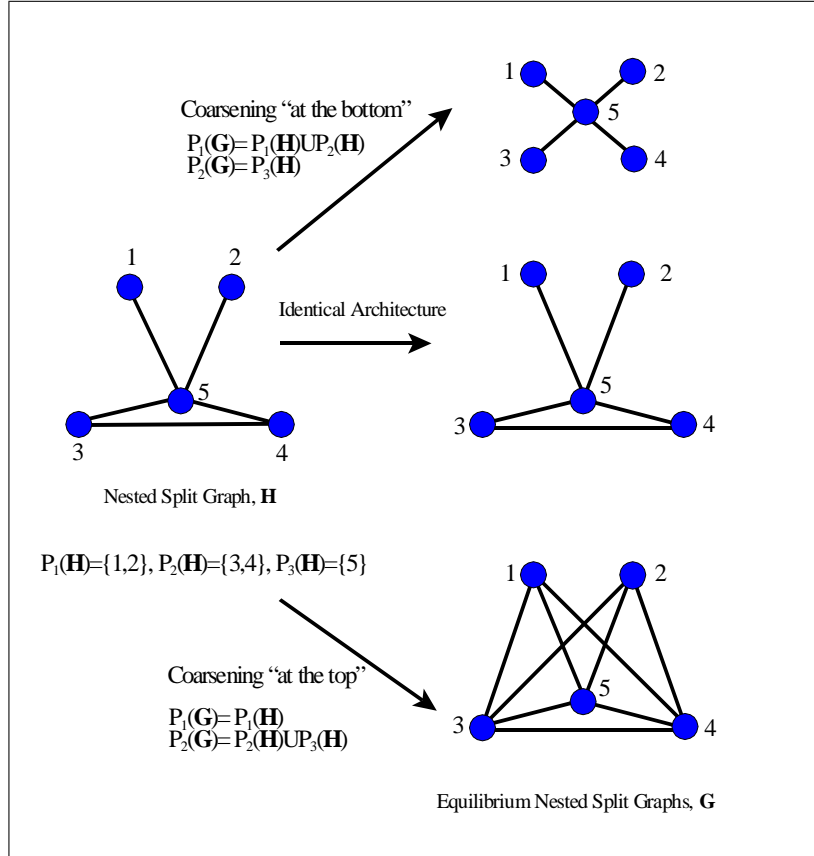 1
2
Coarsening “at the bottom”
5
P₁(G)= P₁(H)UP₂(H)
P₂(G)= P₃(H)
3
4
1
2
1
2
Identical Architecture
5
5
3
4
3
4
Nested Split Graph, H
P₁(H)={1,2}, P₂(H)={3,4}, P₃(H)={5}
1
2
Coarsening “at the top”
5
P₁(G)= P₁(H)
P₂(G)= P₂(H)UP₃(H)
3
4
Equilibrium Nested Split Graphs, G